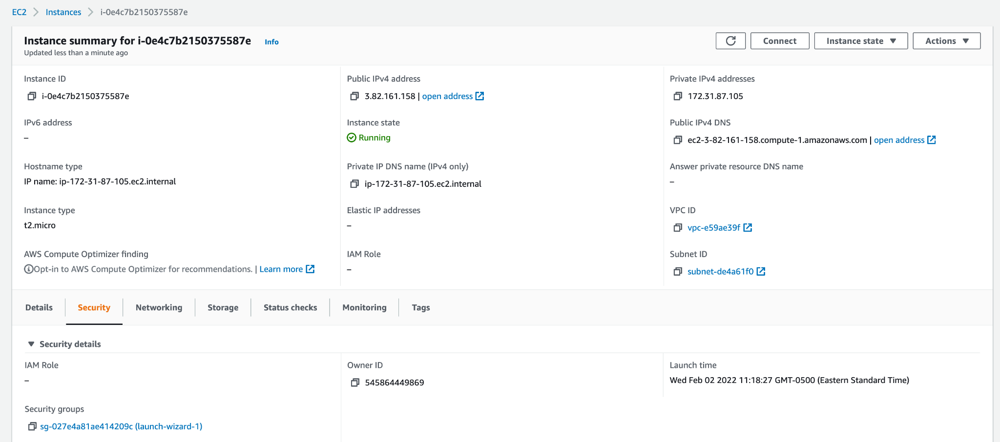 EC2 Instances i-0e4c7b2150375587e
Instance summary for i-0e4c7b2150375587e Info
Updated less than a minute ago
Connect Instance state Actions
Instance ID
i-0e4c7b2150375587e
Public IPv4 address
3.82.161.158 | open address
Private IPv4 addresses
172.31.87.105
IPv6 address
–
Instance state
Running
Public IPv4 DNS
ec2-3-82-161-158.compute-1.amazonaws.com | open address
Hostname type
IP name: ip-172-31-87-105.ec2.internal
Private IP DNS name (IPv4 only)
ip-172-31-87-105.ec2.internal
Answer private resource DNS name
–
Instance type
t2.micro
Elastic IP addresses
–
VPC ID
vpc-e59ae39f
AWS Compute Optimizer finding
Opt-in to AWS Compute Optimizer for recommendations. | Learn more
IAM Role
–
Subnet ID
subnet-de4a61f0
Details Security Networking Storage Status checks Monitoring Tags
Security details
IAM Role
–
Owner ID
545864449869
Launch time
Wed Feb 02 2022 11:18:27 GMT-0500 (Eastern Standard Time)
Security groups
sg-027e4a81ae414209c (launch-wizard-1)